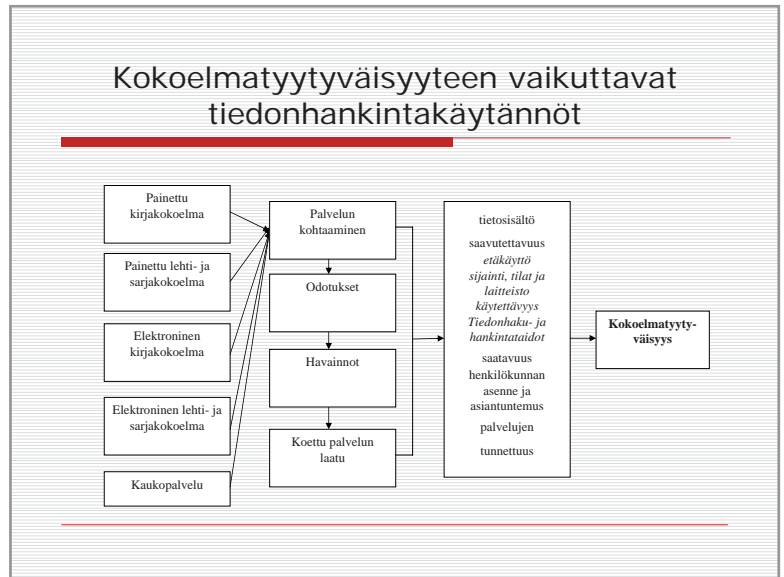 Kokoelmatyytyväisyyteen vaikuttavat
tiedonhankintakäytännöt
Painettu
kirjakokoelma
Painettu lehti- ja
sarjakokoelma
Elektroninen
kirjakokoelma
Elektroninen lehti- ja
sarjakokoelma
Kaukopalvelu
Palvelun
kohtaaminen
Odotukset
Havainnot
Koettu palvelun
laatu
tietosisältö
saavutettavuus
etäkäyttö
sijainti, tilat ja
laitteisto
käytettävyys
Tiedonhaku- ja
hankintataidot
saatavuus
henkilökunnan
asenne ja
asiantuntemus
palvelujen
tunnettuus
Kokoelmatyyty-
väisyys